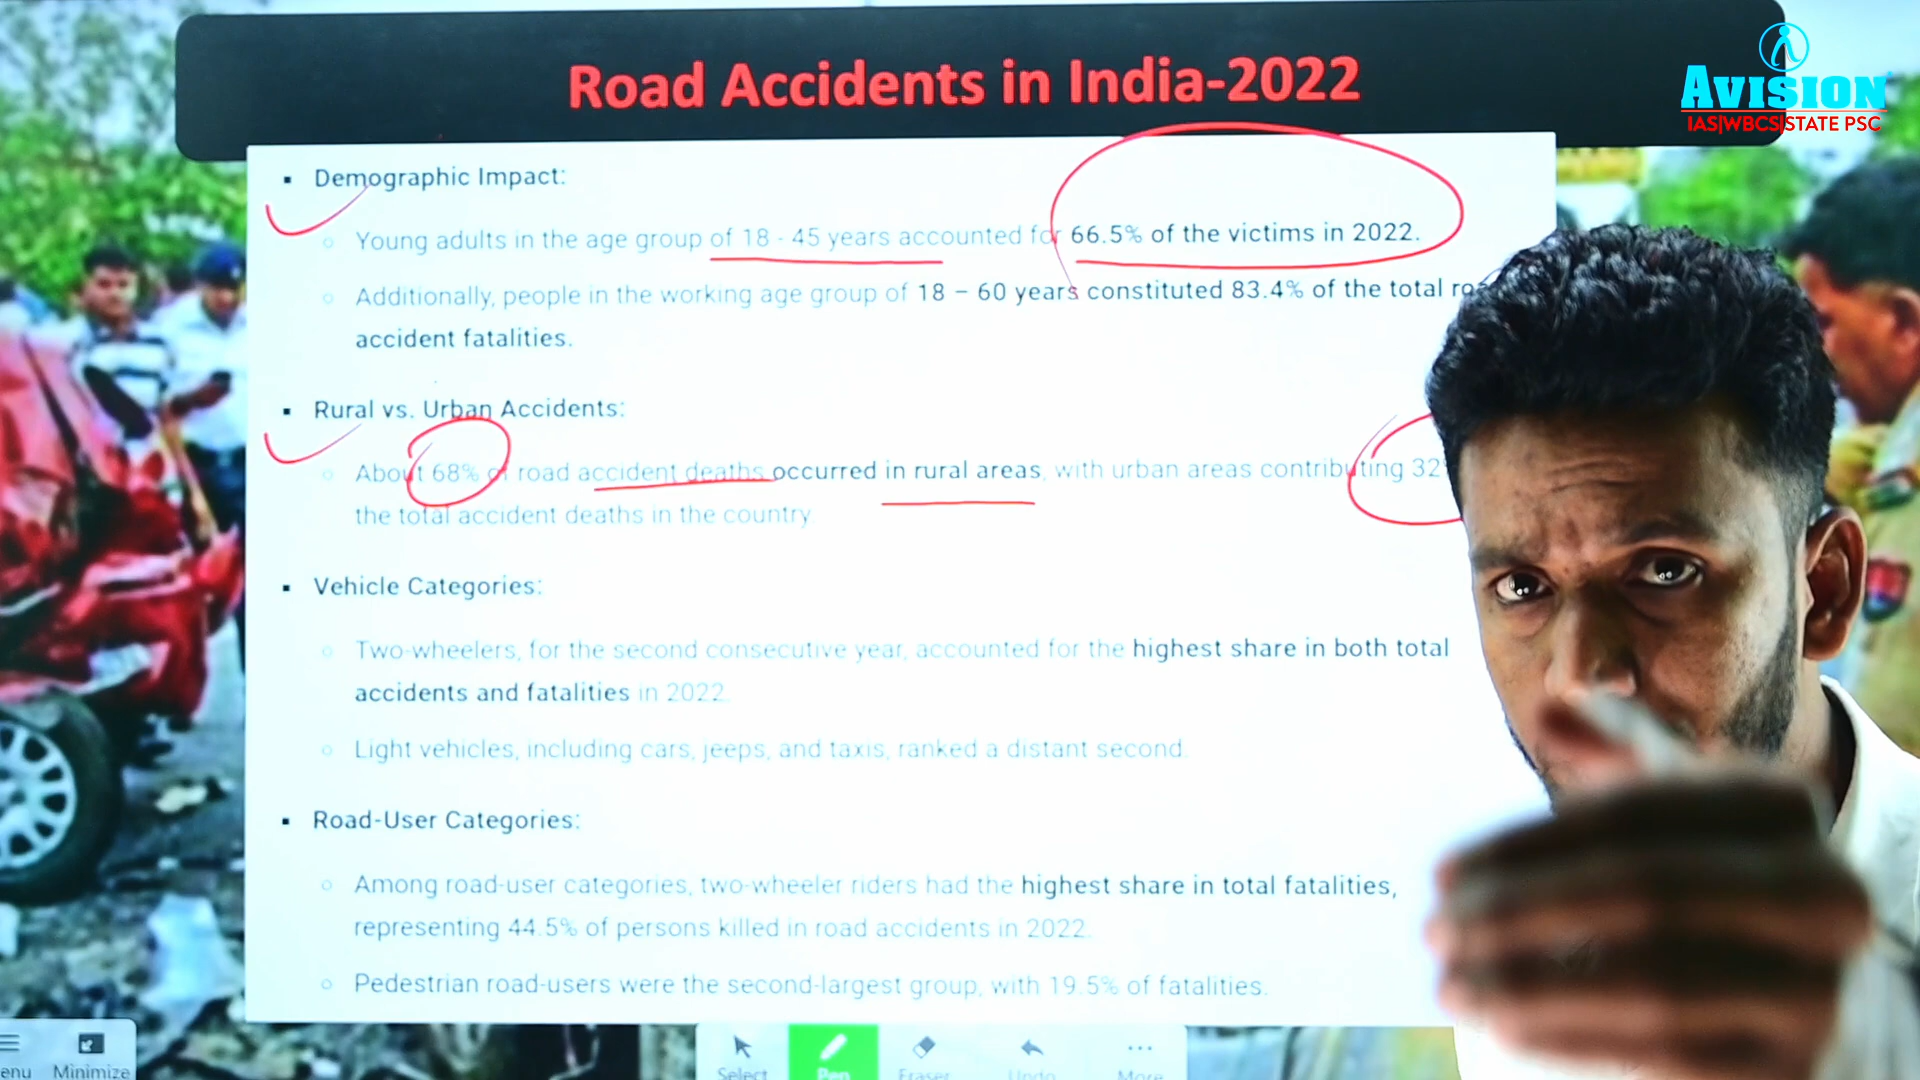 Road Accidents in India-2022
AVISION
IAS|WBCS|STATE PSC
Demographic Impact:
Young adults in the age group of 18 - 45 years accounted for 66.5% of the victims in 2022.
Additionally, people in the working age group of 18 – 60 years constituted 83.4% of the total
accident fatalities.
Rural vs. Urban Accidents:
About 68% of road accident deaths occurred in rural areas, with urban areas contributing 32
the total accident deaths in the country
Vehicle Categories:
Two-wheelers, for the second consecutive year, accounted for the highest share in both total
accidents and fatalities in 2022.
Light vehicles, including cars, jeeps, and taxis, ranked a distant second.
Road-User Categories:
Among road-user categories, two-wheeler riders had the highest share in total fatalities,
representing 44.5% of persons killed in road accidents in 2022.
Pedestrian road-users were the second-largest group, with 19.5% of fatalities.
enu Minimize Select Pen Eraser Undo More